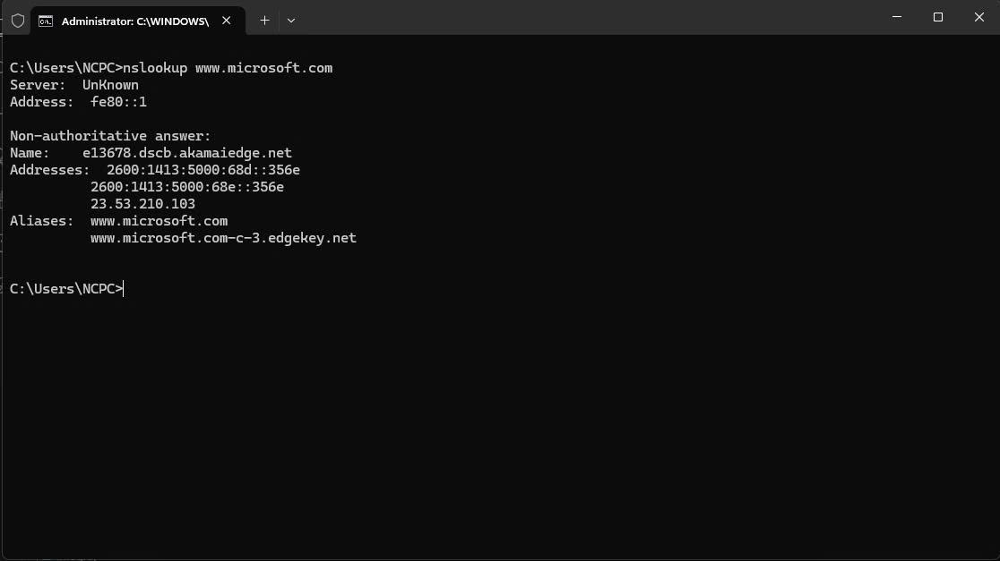 Administrator: C:\WINDOWS\
C:\Users\NCPC>nslookup www.microsoft.com
Server:  UnKnown
Address:  fe80::1
Non-authoritative answer:
Name:    e13678.dscb.akamaiedge.net
Addresses:  2600:1413:5000:68d::356e
2600:1413:5000:68e::356e
23.53.210.103
Aliases:  www.microsoft.com
www.microsoft.com-c-3.edgekey.net
C:\Users\NCPC>